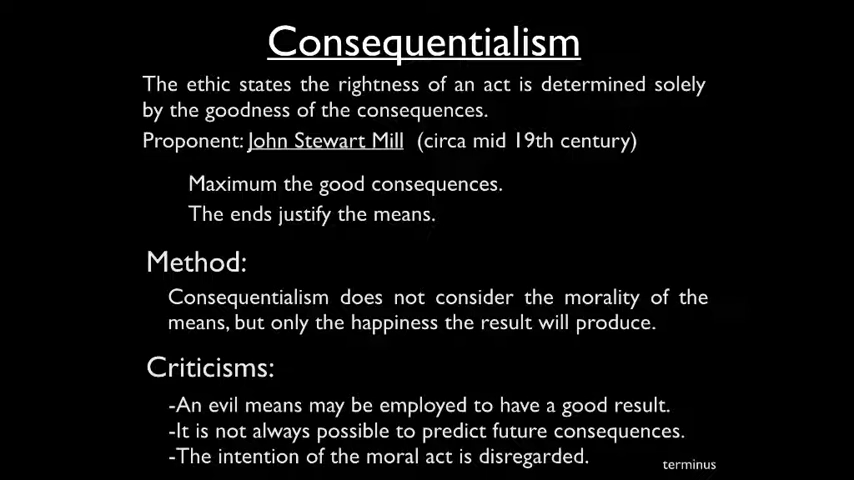 Consequentialism
The ethic states the rightness of an act is determined solely
by the goodness of the consequences.
Proponent: John Stewart Mill (circa mid 19th century)
Maximum the good consequences.
The ends justify the means.
Method:
Consequentialism does not consider the morality of the
means, but only the happiness the result will produce.
Criticisms:
-An evil means may be employed to have a good result.
-It is not always possible to predict future consequences.
-The intention of the moral act is disregarded.
terminus